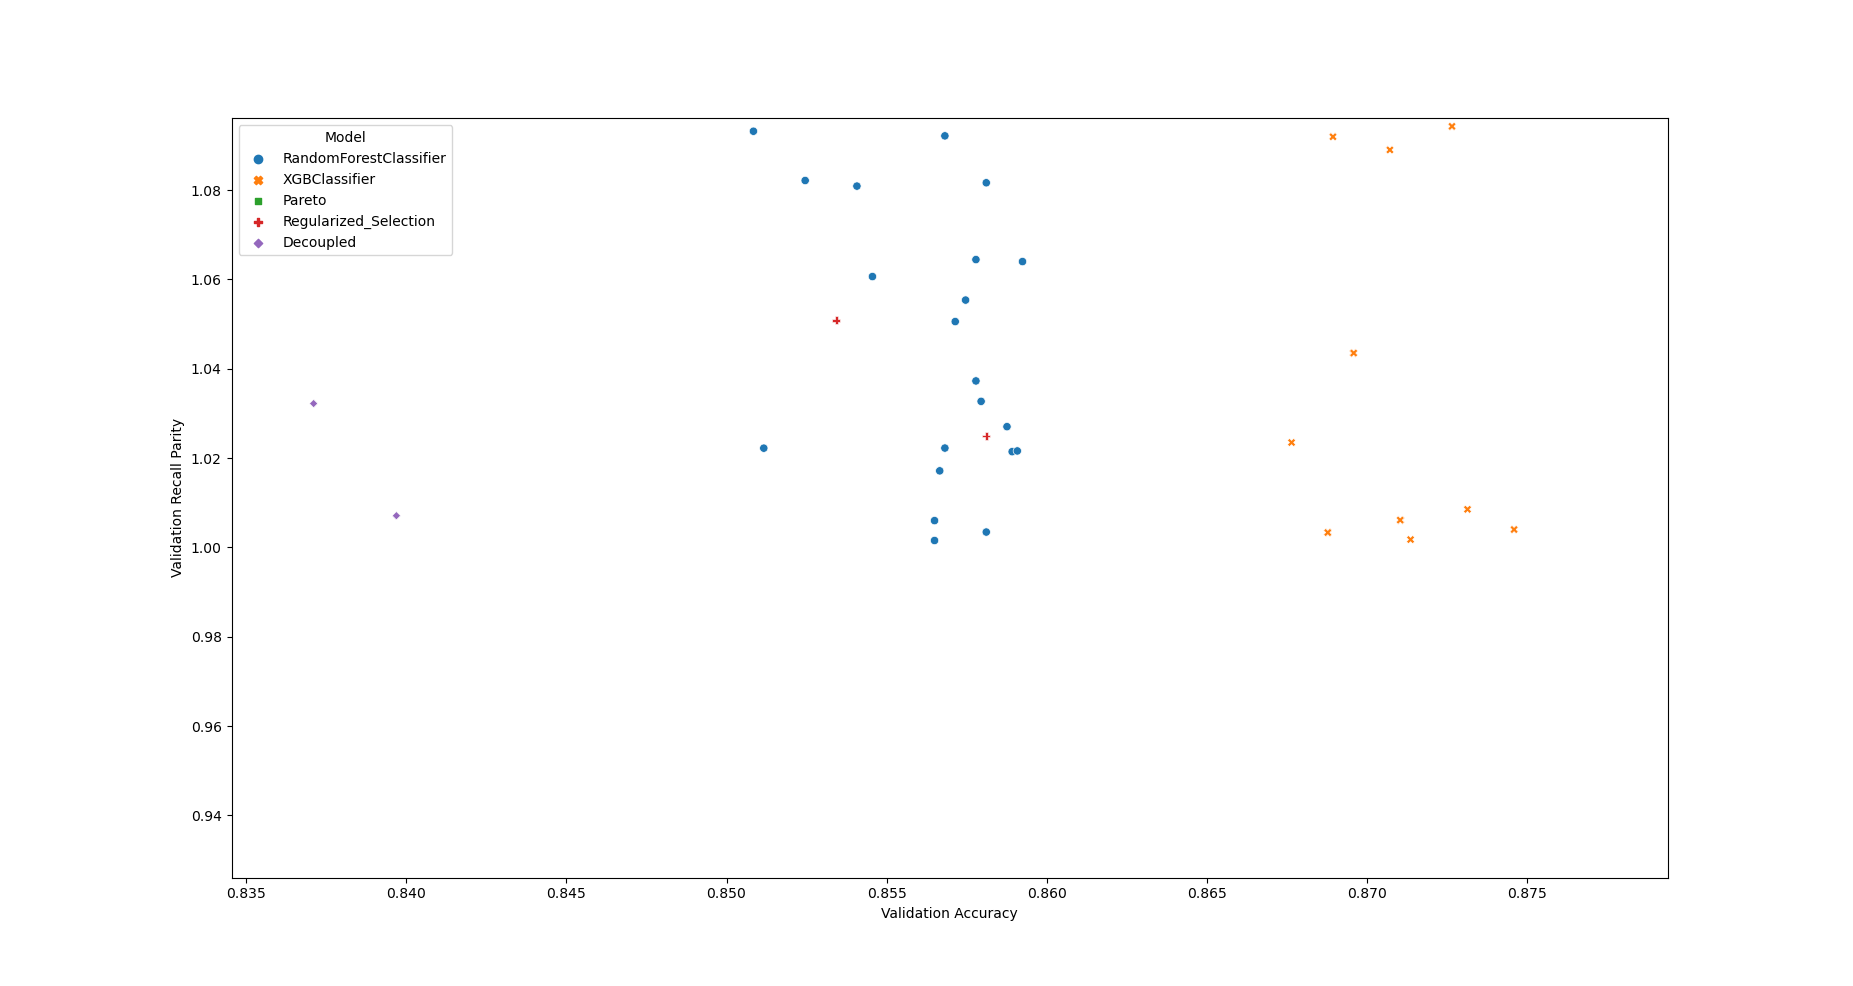 Model
RandomForestClassifier
XGBClassifier
Pareto
Regularized_Selection
Decoupled
1.08
1.06
1.04
1.02
1.00
0.98
0.96
0.94
Validation Recall Parity
0.835 0.840 0.845 0.850 0.855 0.860 0.865 0.870 0.875
Validation Accuracy